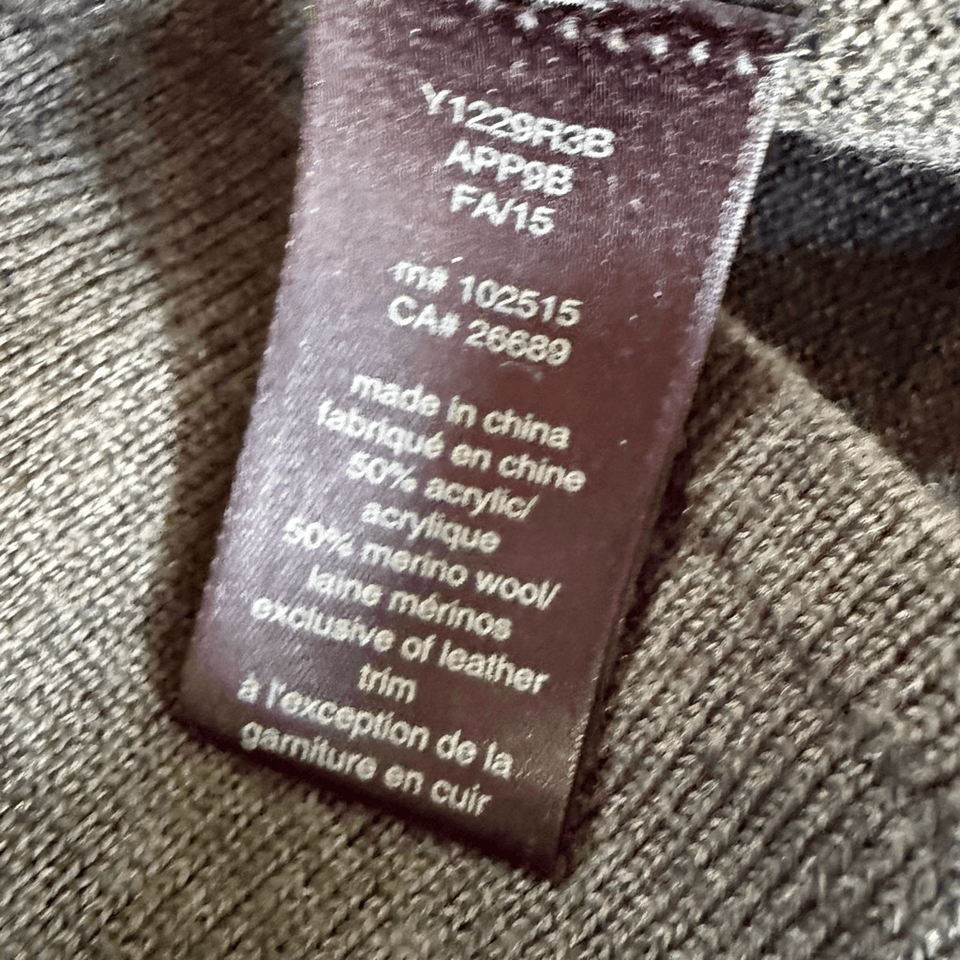 Y1229R3B
APP9B
FA/15
m# 102515
CA# 26689
made in china
fabriqué en chine
50% acrylic/
acrylique
50% merino wool/
laine mérinos
exclusive of leather
trim
à l'exception de la
garniture en cuir